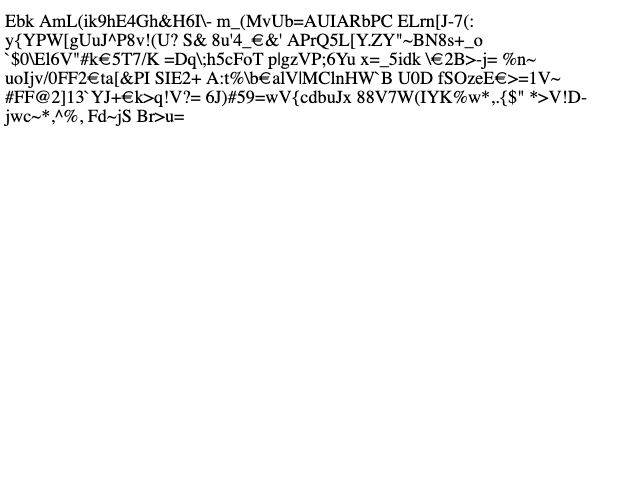 Ebk AmL(ik9hE4Gh&H6I\- m_(MvUb=AUIARbPC ELrn[J-7(:
y{YPW[gUuJ^P8v!(U? S& 8u'4_€&' APrQ5L[Y.ZY"~BN8s+_o
`$0\El6V"#k€5T7/K =Dq\;h5cFoT p|gzVP;6Yu x=_5idk \€2B>-j= %n~
uoIjv/0FF2€ta[&PI SIE2+ A:t%\b€alV|MClnHW`B U0D fSOzeE€>=1V~
#FF@2]13`YJ+€k>q!V?= 6J)#59=wV{cdbuJx 88V7W(IYK%w*,.{$" *>V!D-
jwc~*,^%, Fd~jS Br>u=